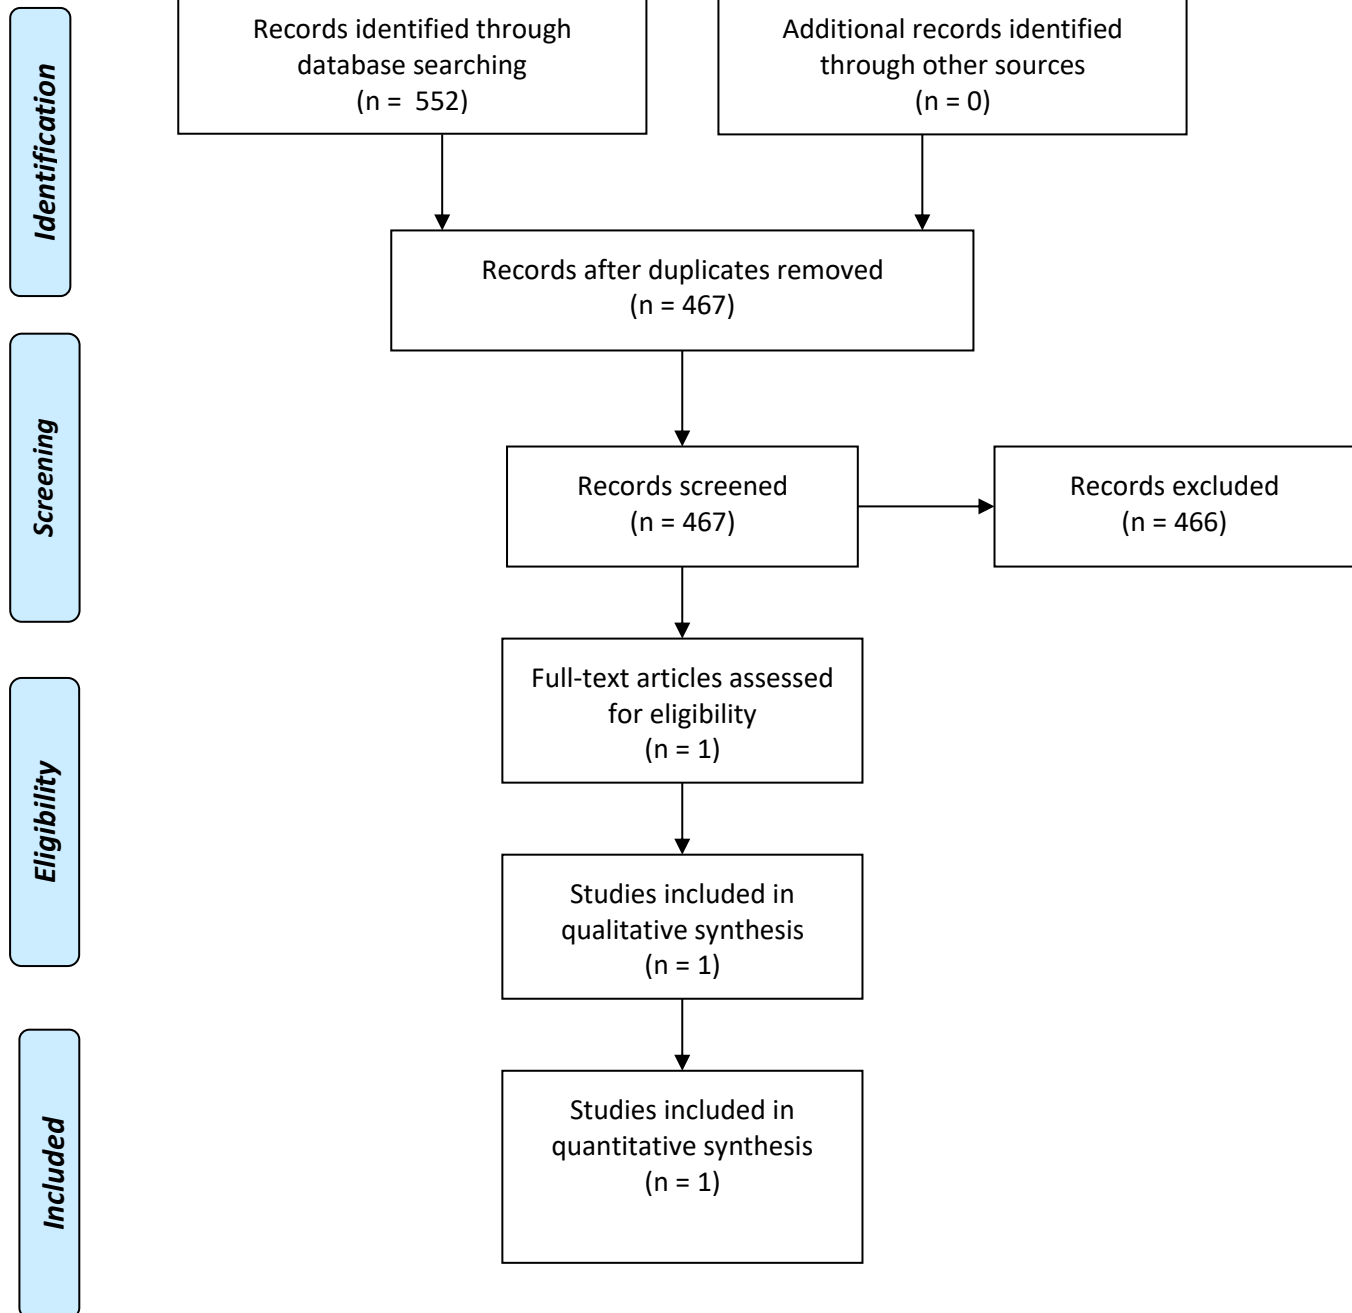 Identification
Records identified through
database searching
(n =  552)
Additional records identified
through other sources
(n = 0)
Records after duplicates removed
(n = 467)
Screening
Records screened
(n = 467)
Records excluded
(n = 466)
Eligibility
Full-text articles assessed
for eligibility
(n = 1)
Studies included in
qualitative synthesis
(n = 1)
Included
Studies included in
quantitative synthesis
(n = 1)